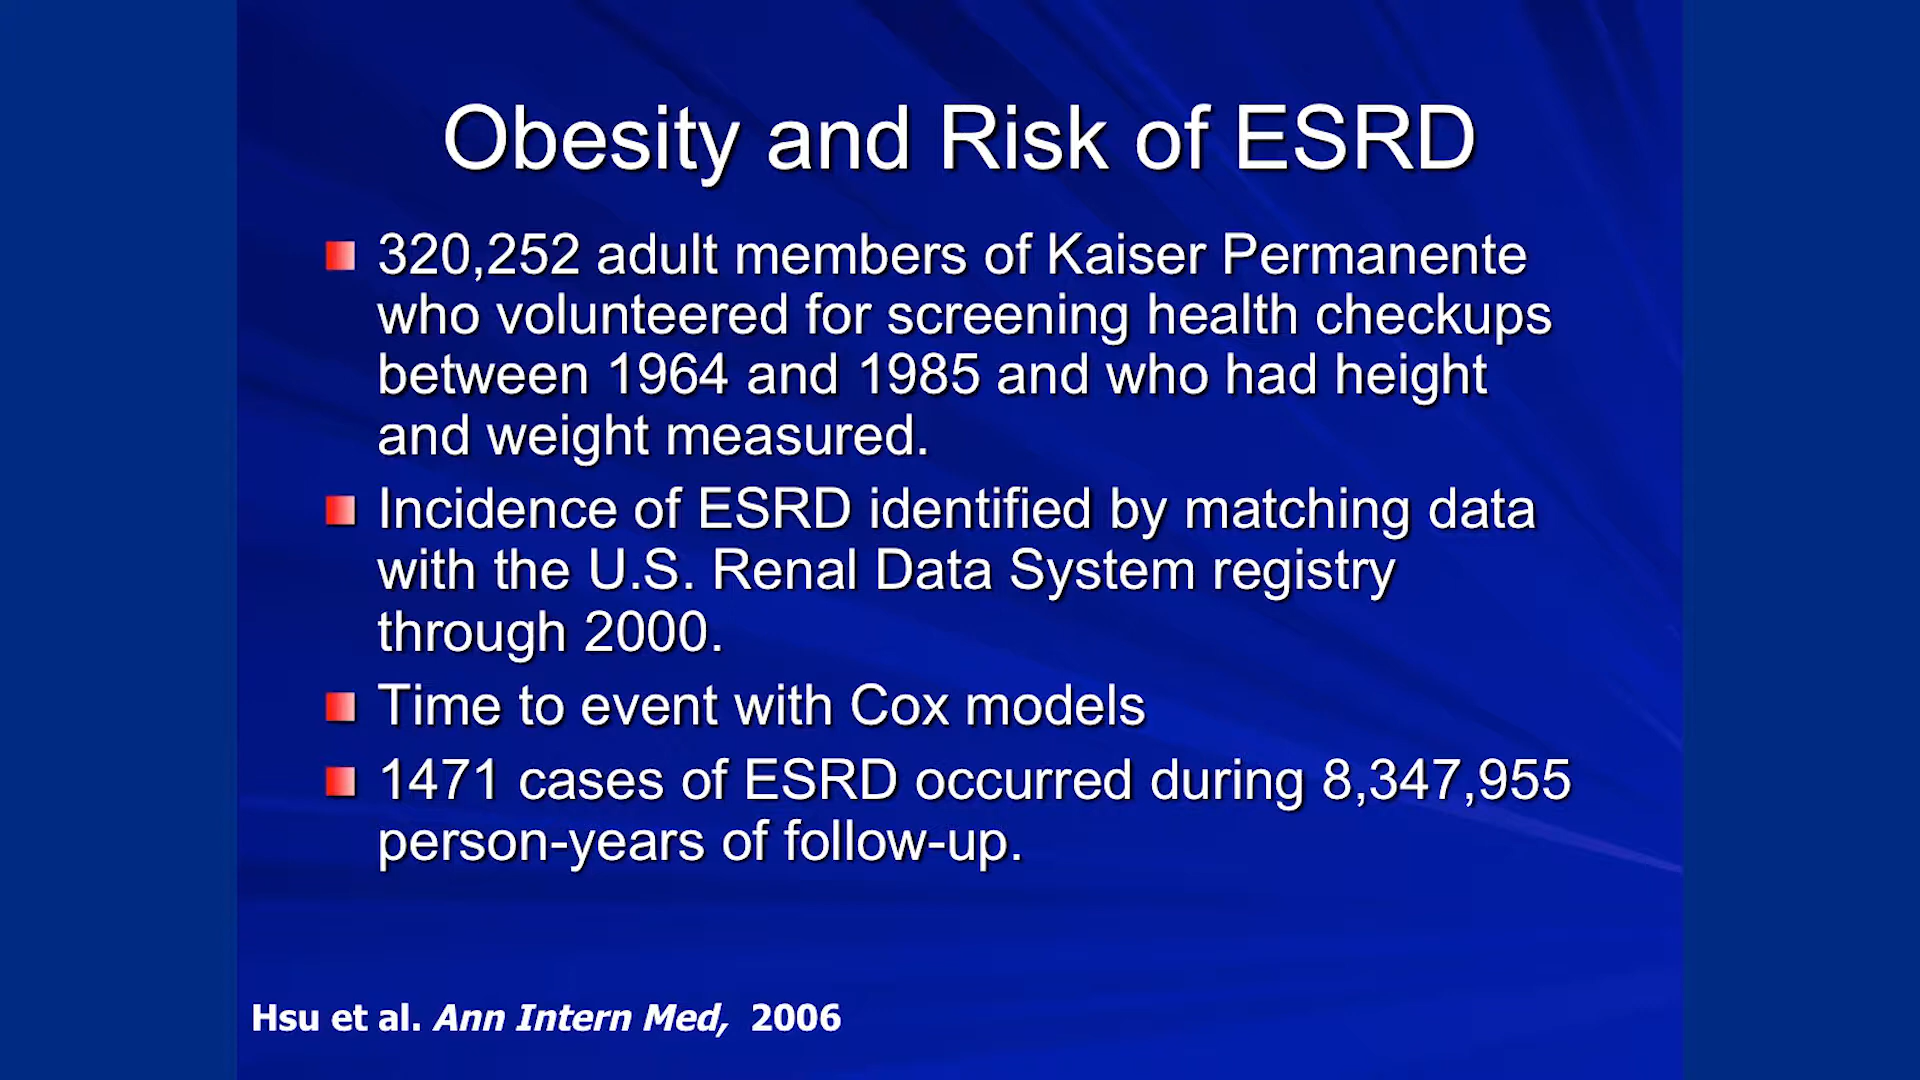 Obesity and Risk of ESRD
320,252 adult members of Kaiser Permanente
who volunteered for screening health checkups
between 1964 and 1985 and who had height
and weight measured.
Incidence of ESRD identified by matching data
with the U.S. Renal Data System registry
through 2000.
Time to event with Cox models
1471 cases of ESRD occurred during 8,347,955
person-years of follow-up.
Hsu et al. Ann Intern Med, 2006